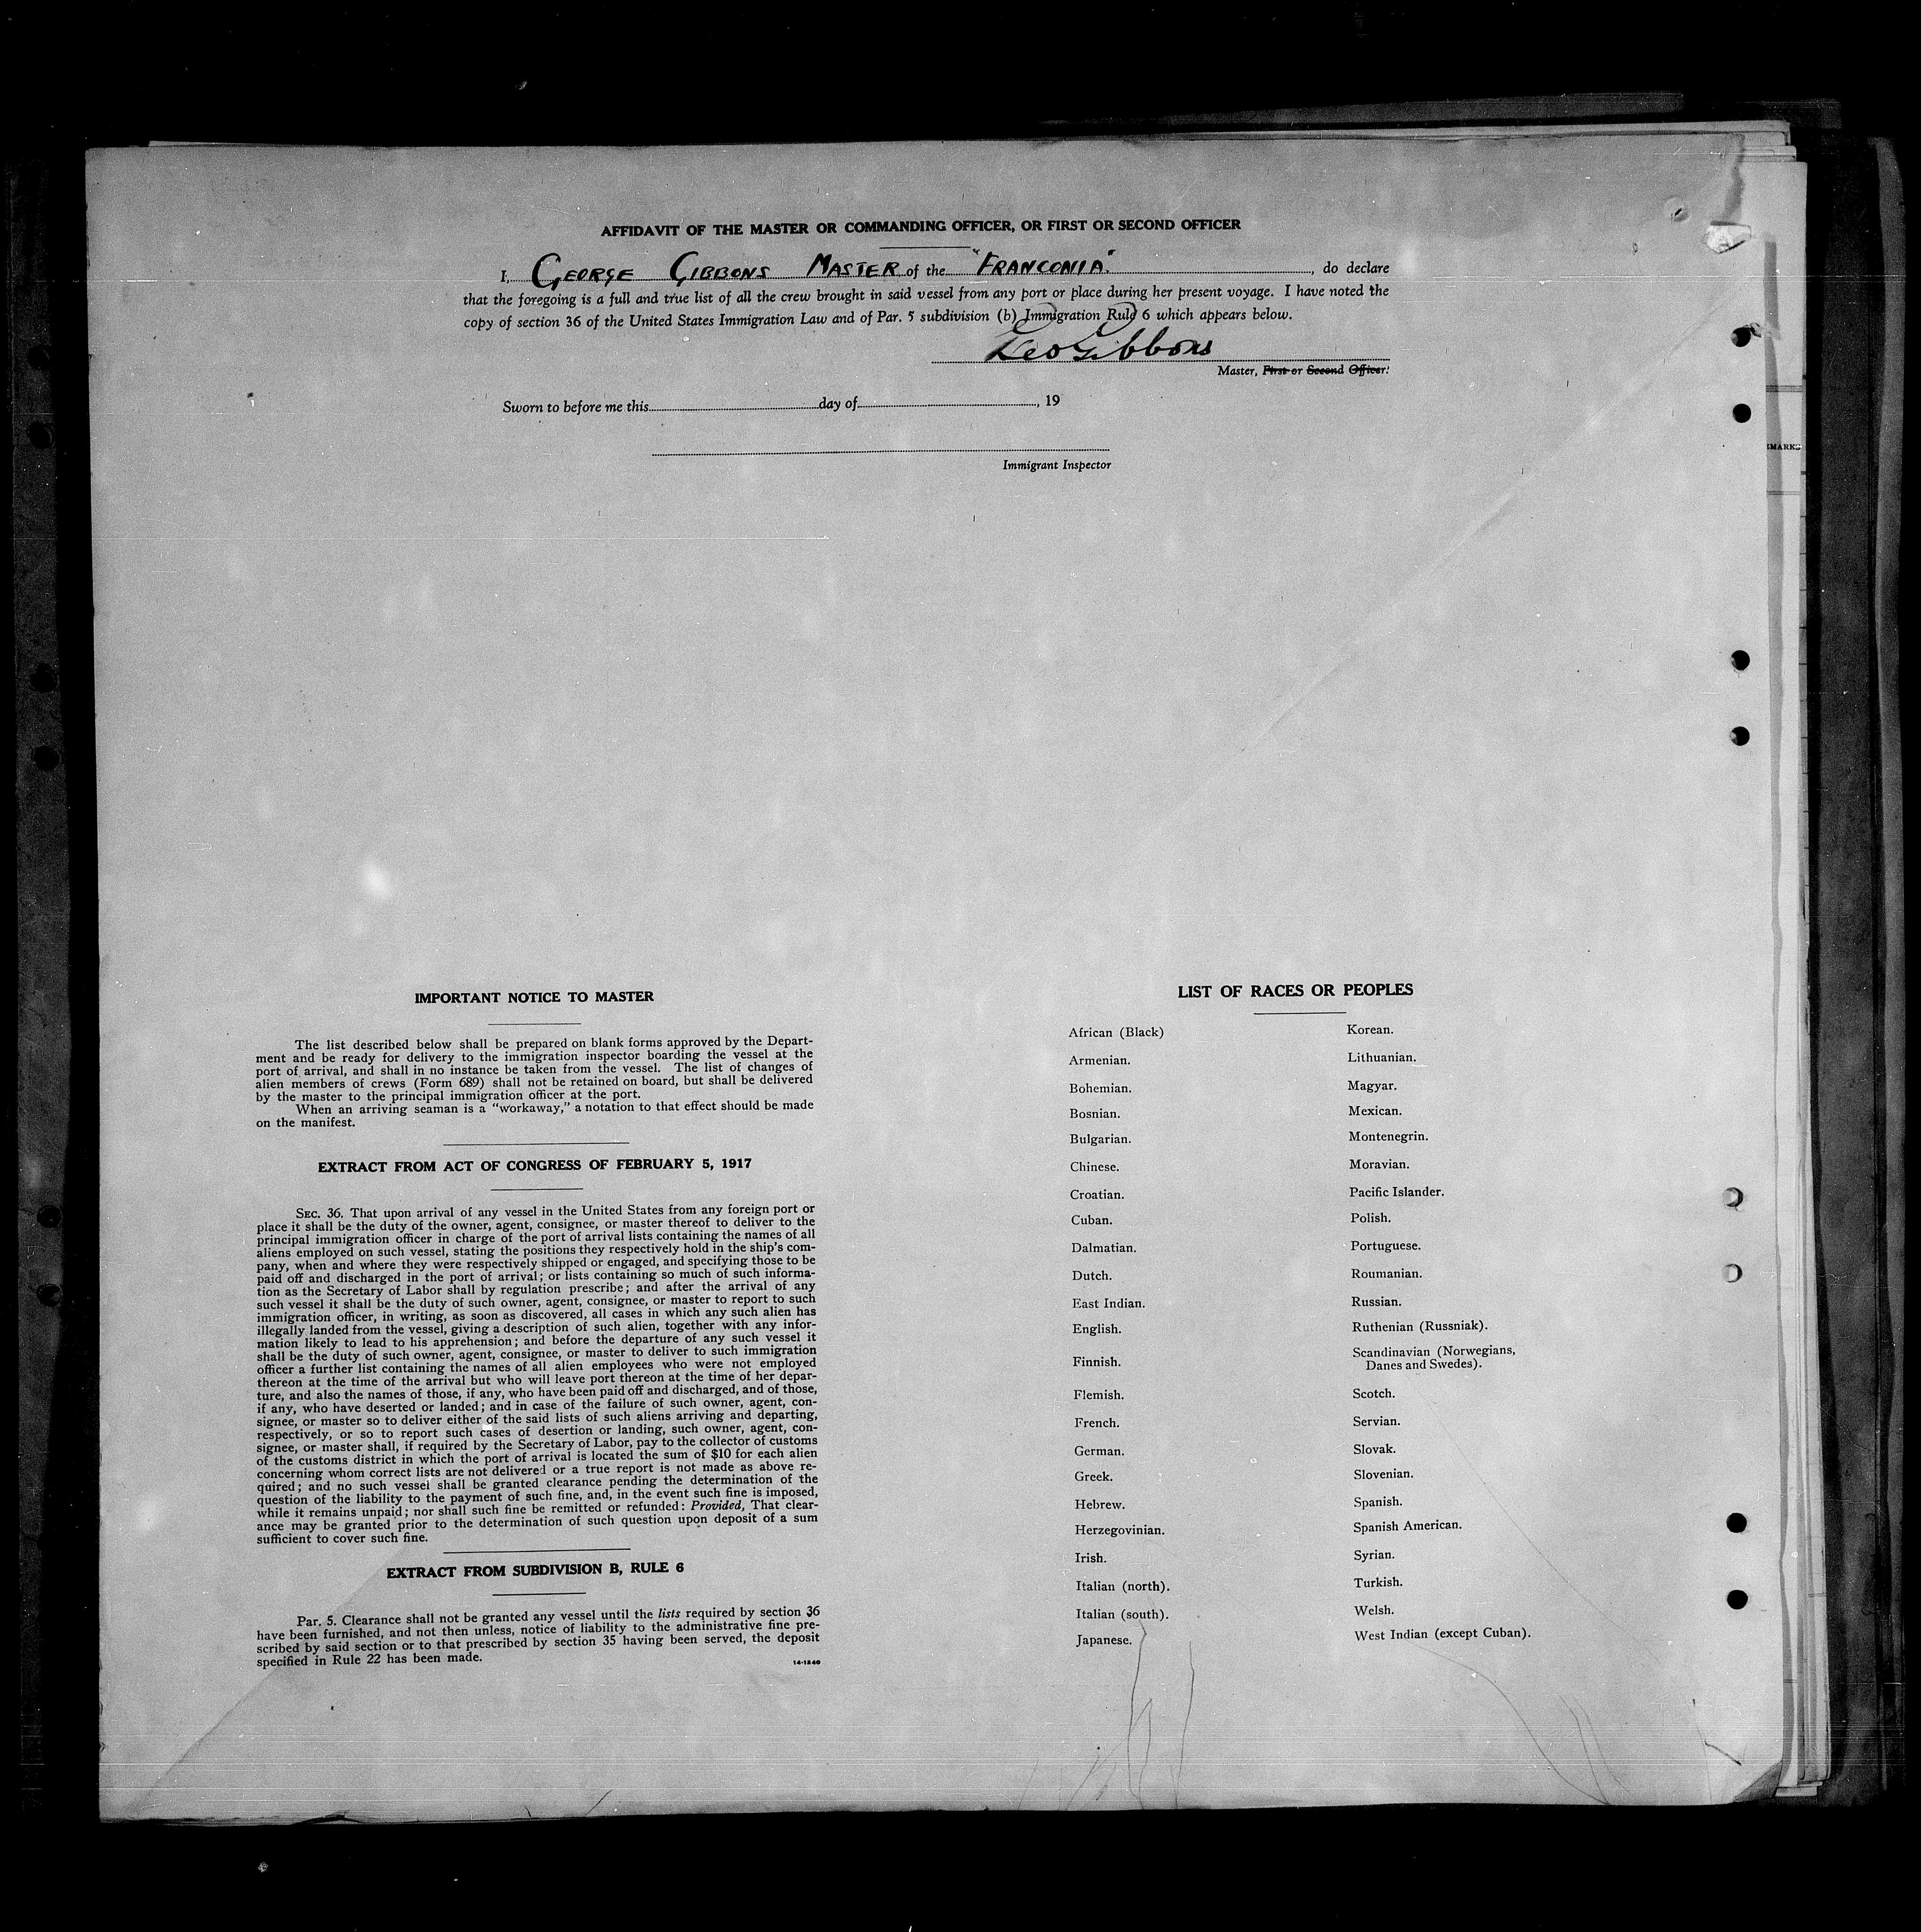 AFFIDAVIT OF THE MASTER OR COMMANDING OFFICER, OR FIRST OR SECOND OFFICER
I, GEORGE GIBBONS MASTER of the "FRANCONIA", do declare
that the foregoing is a full and true list of all the crew brought in said vessel from any port or place during her present voyage. I have noted the
copy of section 36 of the United States Immigration Law and of Par. 5 subdivision (b) Immigration Rule 6 which appears below.
Geo Gibbons
Master, First or Second Officer.
Sworn to before me this day of , 19
Immigrant Inspector
EMARKS
IMPORTANT NOTICE TO MASTER
The list described below shall be prepared on blank forms approved by the Depart-
ment and be ready for delivery to the immigration inspector boarding the vessel at the
port of arrival, and shall in no instance be taken from the vessel. The list of changes of
alien members of crews (Form 689) shall not be retained on board, but shall be delivered
by the master to the principal immigration officer at the port.
When an arriving seaman is a "workaway," a notation to that effect should be made
on the manifest.
EXTRACT FROM ACT OF CONGRESS OF FEBRUARY 5, 1917
SEC. 36. That upon arrival of any vessel in the United States from any foreign port or
place it shall be the duty of the owner, agent, consignee, or master thereof to deliver to the
principal immigration officer in charge of the port of arrival lists containing the names of all
aliens employed on such vessel, stating the positions they respectively hold in the ship's com-
pany, when and where they were respectively shipped or engaged, and specifying those to be
paid off and discharged in the port of arrival; or lists containing so much of such informa-
tion as the Secretary of Labor shall by regulation prescribe; and after the arrival of any
such vessel it shall be the duty of such owner, agent, consignee, or master to report to such
immigration officer, in writing, as soon as discovered, all cases in which any such alien has
illegally landed from the vessel, giving a description of such alien, together with any infor-
mation likely to lead to his apprehension; and before the departure of any such vessel it
shall be the duty of such owner, agent, consignee, or master to deliver to such immigration
officer a further list containing the names of all alien employees who were not employed
thereon at the time of the arrival but who will leave port thereon at the time of her depar-
ture, and also the names of those, if any, who have been paid off and discharged, and of those,
if any, who have deserted or landed; and in case of the failure of such owner, agent, con-
signee, or master so to deliver either of the said lists of such aliens arriving and departing,
respectively, or so to report such cases of desertion or landing, such owner, agent, con-
signee, or master shall, if required by the Secretary of Labor, pay to the collector of customs
of the customs district in which the port of arrival is located the sum of $10 for each alien
concerning whom correct lists are not delivered or a true report is not made as above re-
quired; and no such vessel shall be granted clearance pending the determination of the
question of the liability to the payment of such fine, and, in the event such fine is imposed,
while it remains unpaid; nor shall such fine be remitted or refunded: Provided, That clear-
ance may be granted prior to the determination of such question upon deposit of a sum
sufficient to cover such fine.
EXTRACT FROM SUBDIVISION B, RULE 6
Par. 5. Clearance shall not be granted any vessel until the lists required by section 36
have been furnished, and not then unless, notice of liability to the administrative fine pre-
scribed by said section or to that prescribed by section 35 having been served, the deposit
specified in Rule 22 has been made.
14-1240
LIST OF RACES OR PEOPLES
African (Black)
Armenian.
Bohemian.
Bosnian.
Bulgarian.
Chinese.
Croatian.
Cuban.
Dalmatian.
Dutch.
East Indian.
English.
Finnish.
Flemish.
French.
German.
Greek.
Hebrew.
Herzegovinian.
Irish.
Italian (north).
Italian (south).
Japanese.
Korean.
Lithuanian.
Magyar.
Mexican.
Montenegrin.
Moravian.
Pacific Islander.
Polish.
Portuguese.
Roumanian.
Russian.
Ruthenian (Russniak).
Scandinavian (Norwegians,
Danes and Swedes).
Scotch.
Servian.
Slovak.
Slovenian.
Spanish.
Spanish American.
Syrian.
Turkish.
Welsh.
West Indian (except Cuban).